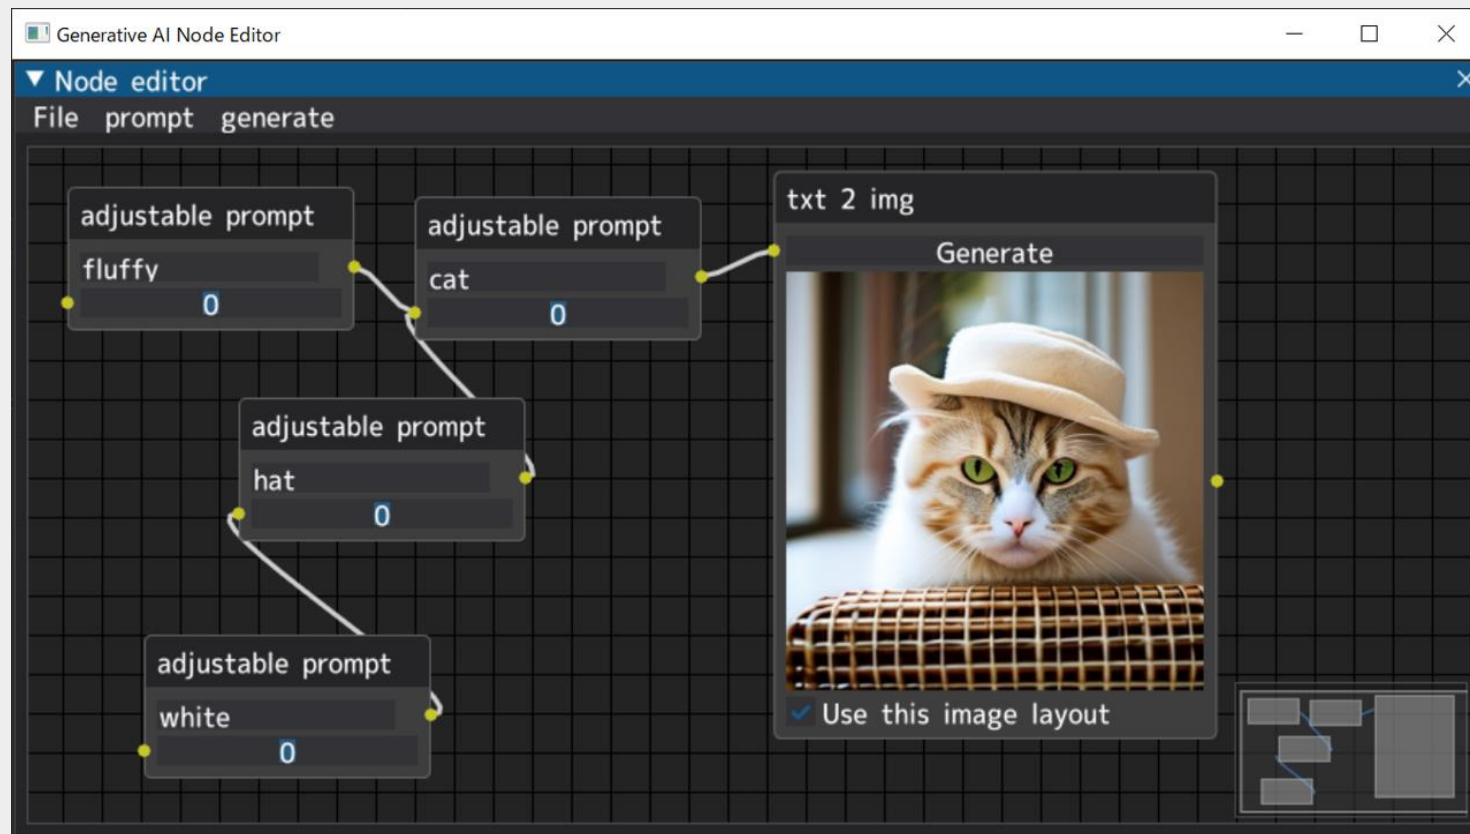 Generative AI Node Editor
Node editor
File prompt generate
adjustable prompt
fluffy
0
adjustable prompt
cat
0
adjustable prompt
hat
0
adjustable prompt
white
0
txt 2 img
Generate
Use this image layout